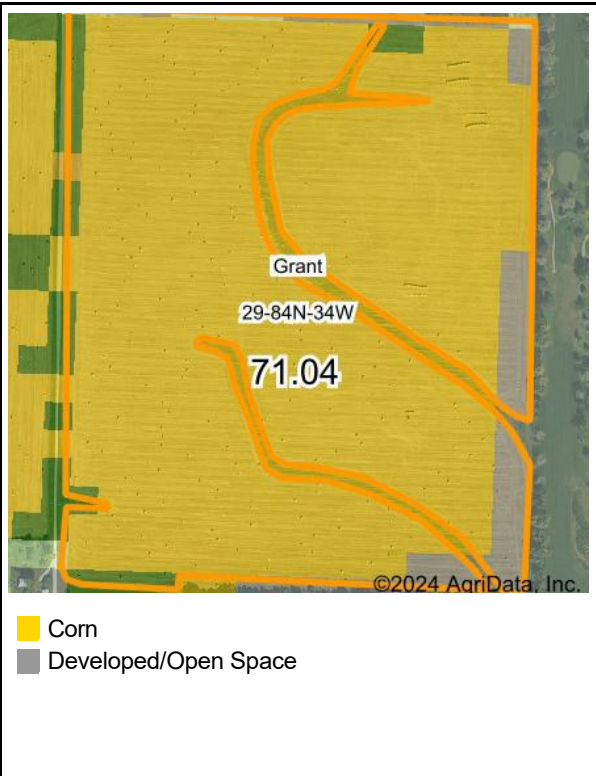 Grant
29-84N-34W
71.04
©2024 AgriData, Inc.
Corn
Developed/Open Space